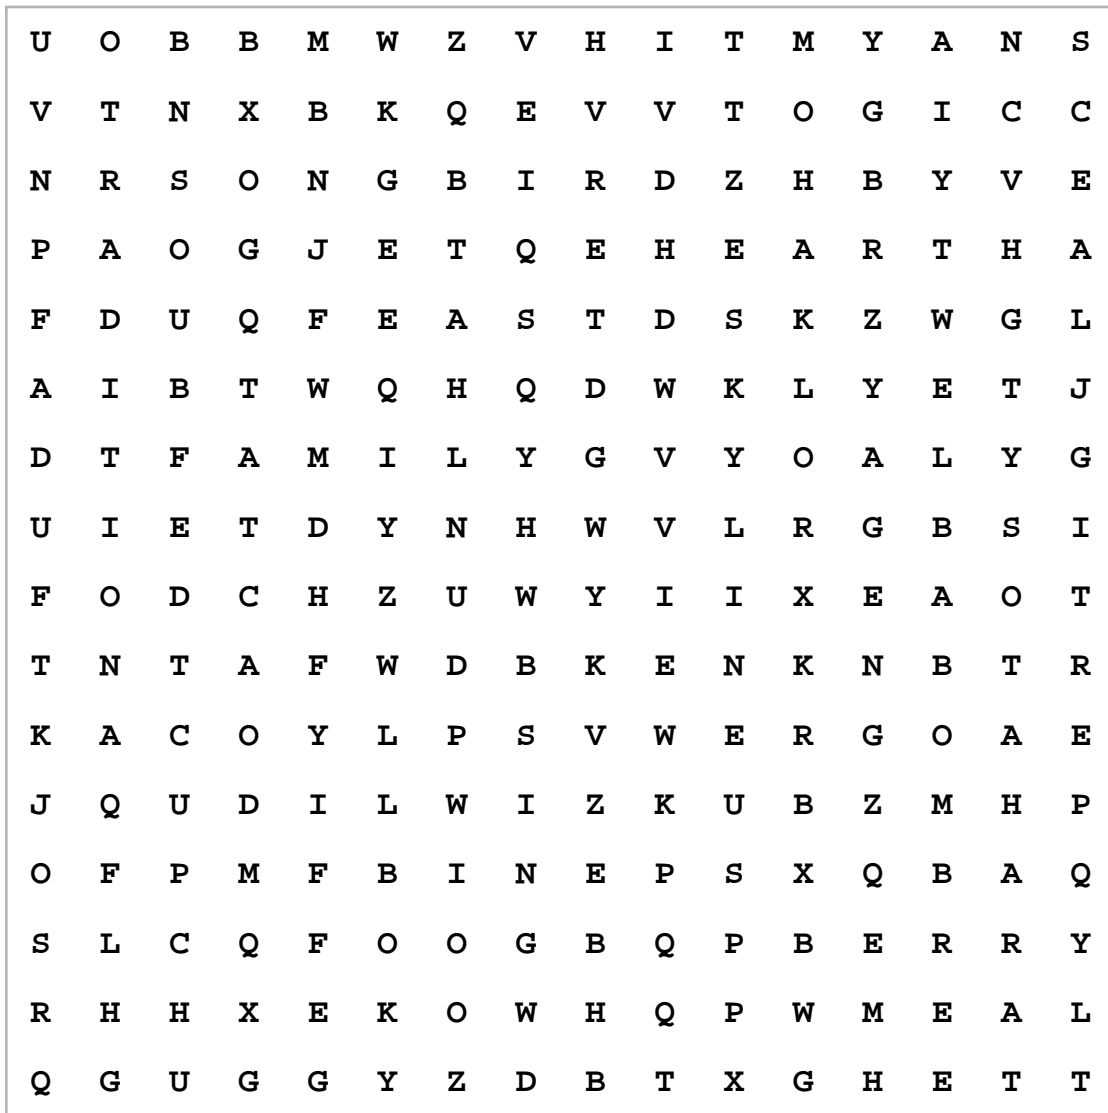 U O B B M W Z V H I T M Y A N S
V T N X B K Q E V V T O G I C C
N R S O N G B I R D Z H B Y V E
P A O G J E T Q E H E A R T H A
F D U Q F E A S T D S K Z W G L
A I B T W Q H Q D W K L Y E T J
D T F A M I L Y G V Y O A L Y G
U I E T D Y N H W V L R G B S I
F O D C H Z U W Y I I X E A O T
T N T A F W D B K E N K N B T R
K A C O Y L P S V W E R G O A E
J Q U D I L W I Z K U B Z M H P
O F P M F B I N E P S X Q B A Q
S L C Q F O O G B Q P B E R R Y
R H H X E K O W H Q P W M E A L
Q G U G G Y Z D B T X G H E T T